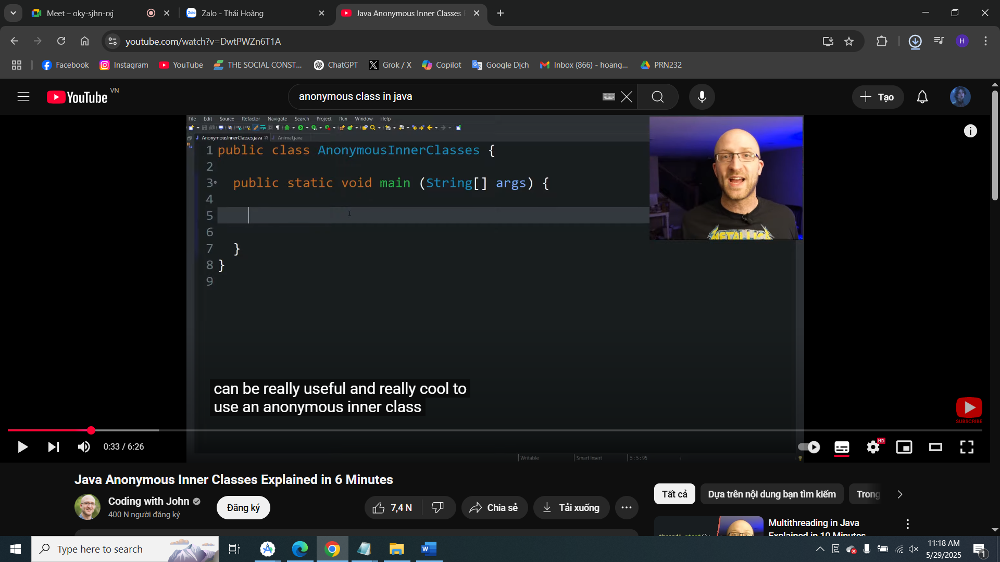 Meet – oky-sjhn-rxj
Zalo - Thái Hoàng
Java Anonymous Inner Classes
youtube.com/watch?v=DwtPWZn6T1A
H
Facebook
Instagram
YouTube
THE SOCIAL CONST...
ChatGPT
Grok / X
Copilot
Google Dịch
Inbox (866) - hoang...
PRN232
YouTube VN
anonymous class in java
Tạo
File Edit Source Refactor Navigate Search Project Run Window Help
AnonymousInnerClasses.java Animal.java
1 public class AnonymousInnerClasses {
2
3 public static void main (String[] args) {
4
5
6
7 }
8 }
9
METALLICA
can be really useful and really cool to
use an anonymous inner class
SUBSCRIBE
0:33 / 6:26
HD
Writable Smart Insert 5:5:95
Java Anonymous Inner Classes Explained in 6 Minutes
Coding with John
400 N người đăng ký
Đăng ký
7,4 N
Chia sẻ
Tải xuống
Tất cả
Dựa trên nội dung bạn tìm kiếm
Trong
thread1.start();
Multithreading in Java
Explained in 10 Minutes
Type here to search
11:18 AM
5/29/2025
1